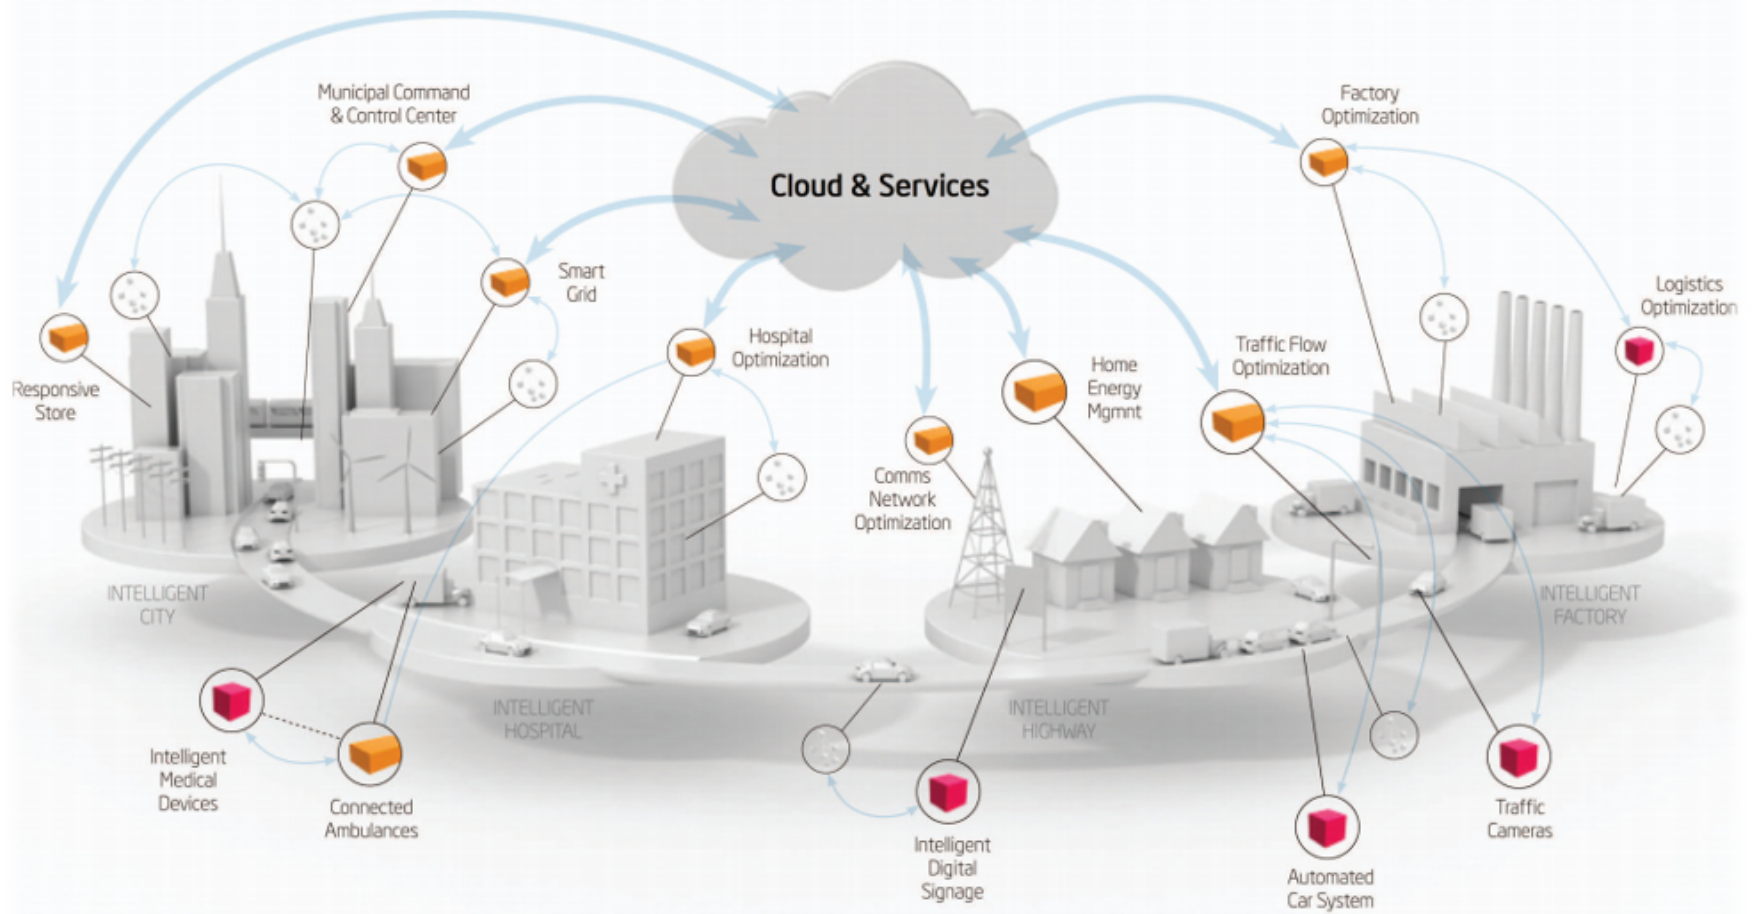 Municipal Command
& Control Center
Cloud & Services
Factory
Optimization
Smart
Grid
Logistics
Optimization
Responsive
Store
Hospital
Optimization
Home
Energy
Mgmnt
Traffic Flow
Optimization
Comms
Network
Optimization
INTELLIGENT
CITY
INTELLIGENT
FACTORY
INTELLIGENT
HOSPITAL
INTELLIGENT
HIGHWAY
Intelligent
Medical
Devices
Connected
Ambulances
Intelligent
Digital
Signage
Traffic
Cameras
Automated
Car System